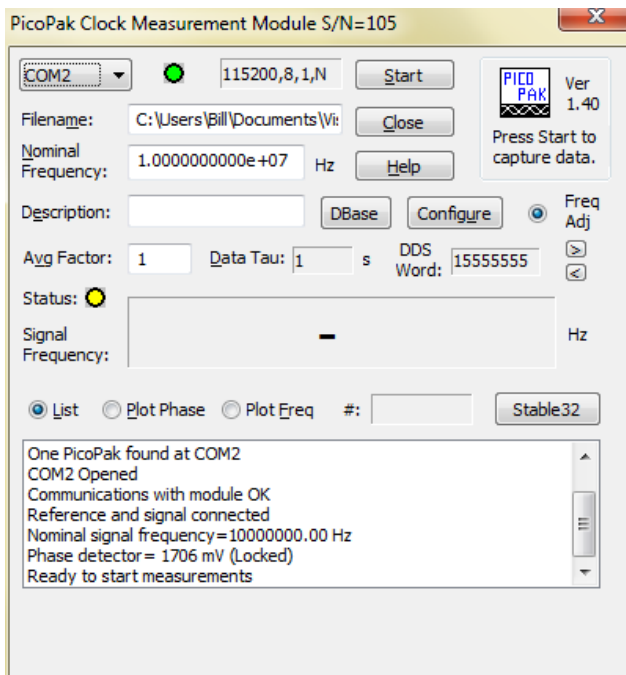 PicoPak Clock Measurement Module S/N=105
COM2
115200,8,1,N
Start
PICO
PAK
Ver
1.40
Filename:
C:\Users\Bill\Documents\Vi
Close
Press Start to
capture data.
Nominal
Frequency:
1.0000000000e+07
Hz
Help
Description:
DBase
Configure
Freq
Adj
Avg Factor:
1
Data Tau:
1
s
DDS
Word:
15555555
>
<
Status:
Signal
Frequency:
–
Hz
List
Plot Phase
Plot Freq
#:
Stable32
One PicoPak found at COM2
COM2 Opened
Communications with module OK
Reference and signal connected
Nominal signal frequency=10000000.00 Hz
Phase detector= 1706 mV (Locked)
Ready to start measurements